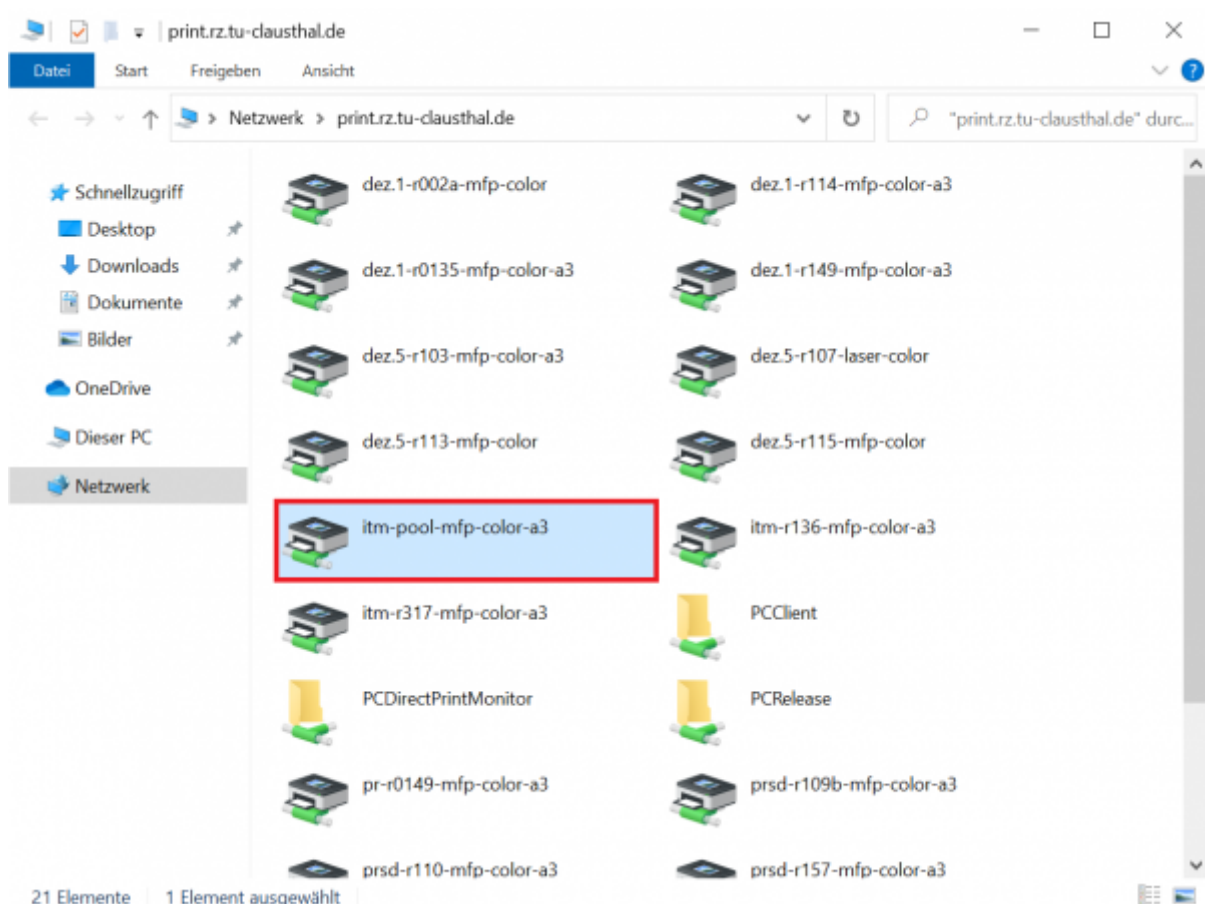 print.rz.tu-clausthal.de
Datei Start Freigeben Ansicht
Netzwerk > print.rz.tu-clausthal.de "print.rz.tu-clausthal.de" durc...
Schnellzugriff
Desktop
Downloads
Dokumente
Bilder
OneDrive
Dieser PC
Netzwerk
dez.1-r002a-mfp-color dez.1-r114-mfp-color-a3
dez.1-r0135-mfp-color-a3 dez.1-r149-mfp-color-a3
dez.5-r103-mfp-color-a3 dez.5-r107-laser-color
dez.5-r113-mfp-color dez.5-r115-mfp-color
itm-pool-mfp-color-a3 itm-r136-mfp-color-a3
itm-r317-mfp-color-a3 PCClient
PCDirectPrintMonitor PCRelease
pr-r0149-mfp-color-a3 prsd-r109b-mfp-color-a3
prsd-r110-mfp-color-a3 prsd-r157-mfp-color-a3
21 Elemente 1 Element ausgewählt